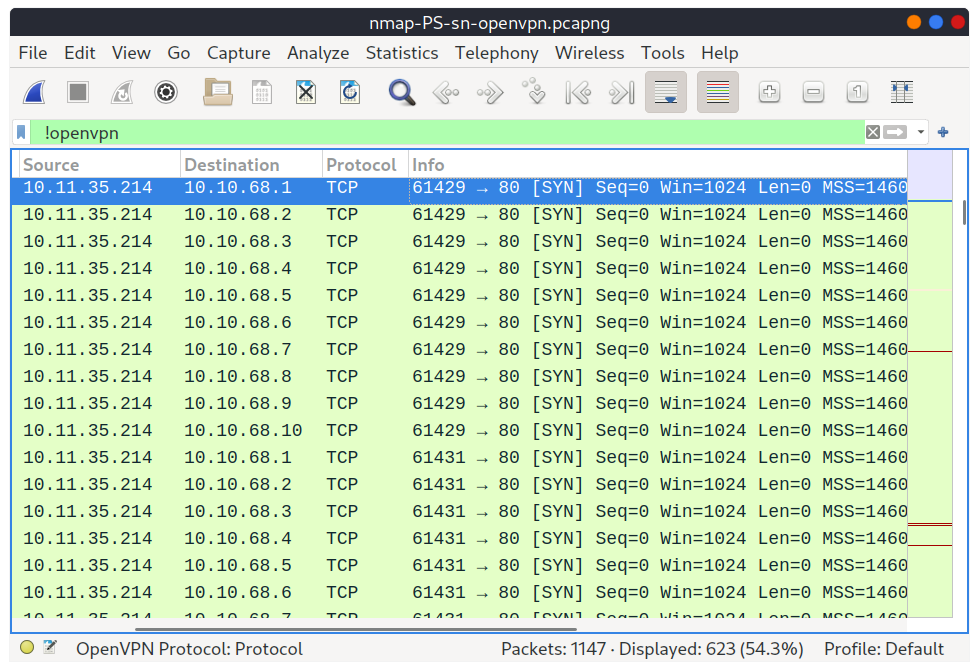 nmap-PS-sn-openvpn.pcapng
File Edit View Go Capture Analyze Statistics Telephony Wireless Tools Help
!openvpn
Source Destination Protocol Info
10.11.35.214 10.10.68.1 TCP 61429 → 80 [SYN] Seq=0 Win=1024 Len=0 MSS=1460
10.11.35.214 10.10.68.2 TCP 61429 → 80 [SYN] Seq=0 Win=1024 Len=0 MSS=1460
10.11.35.214 10.10.68.3 TCP 61429 → 80 [SYN] Seq=0 Win=1024 Len=0 MSS=1460
10.11.35.214 10.10.68.4 TCP 61429 → 80 [SYN] Seq=0 Win=1024 Len=0 MSS=1460
10.11.35.214 10.10.68.5 TCP 61429 → 80 [SYN] Seq=0 Win=1024 Len=0 MSS=1460
10.11.35.214 10.10.68.6 TCP 61429 → 80 [SYN] Seq=0 Win=1024 Len=0 MSS=1460
10.11.35.214 10.10.68.7 TCP 61429 → 80 [SYN] Seq=0 Win=1024 Len=0 MSS=1460
10.11.35.214 10.10.68.8 TCP 61429 → 80 [SYN] Seq=0 Win=1024 Len=0 MSS=1460
10.11.35.214 10.10.68.9 TCP 61429 → 80 [SYN] Seq=0 Win=1024 Len=0 MSS=1460
10.11.35.214 10.10.68.10 TCP 61429 → 80 [SYN] Seq=0 Win=1024 Len=0 MSS=1460
10.11.35.214 10.10.68.1 TCP 61431 → 80 [SYN] Seq=0 Win=1024 Len=0 MSS=1460
10.11.35.214 10.10.68.2 TCP 61431 → 80 [SYN] Seq=0 Win=1024 Len=0 MSS=1460
10.11.35.214 10.10.68.3 TCP 61431 → 80 [SYN] Seq=0 Win=1024 Len=0 MSS=1460
10.11.35.214 10.10.68.4 TCP 61431 → 80 [SYN] Seq=0 Win=1024 Len=0 MSS=1460
10.11.35.214 10.10.68.5 TCP 61431 → 80 [SYN] Seq=0 Win=1024 Len=0 MSS=1460
10.11.35.214 10.10.68.6 TCP 61431 → 80 [SYN] Seq=0 Win=1024 Len=0 MSS=1460
10.11.35.214 10.10.68.7 TCP 61431 → 80 [SYN] Seq=0 Win=1024 Len=0 MSS=1460
OpenVPN Protocol: Protocol Packets: 1147 · Displayed: 623 (54.3%) Profile: Default